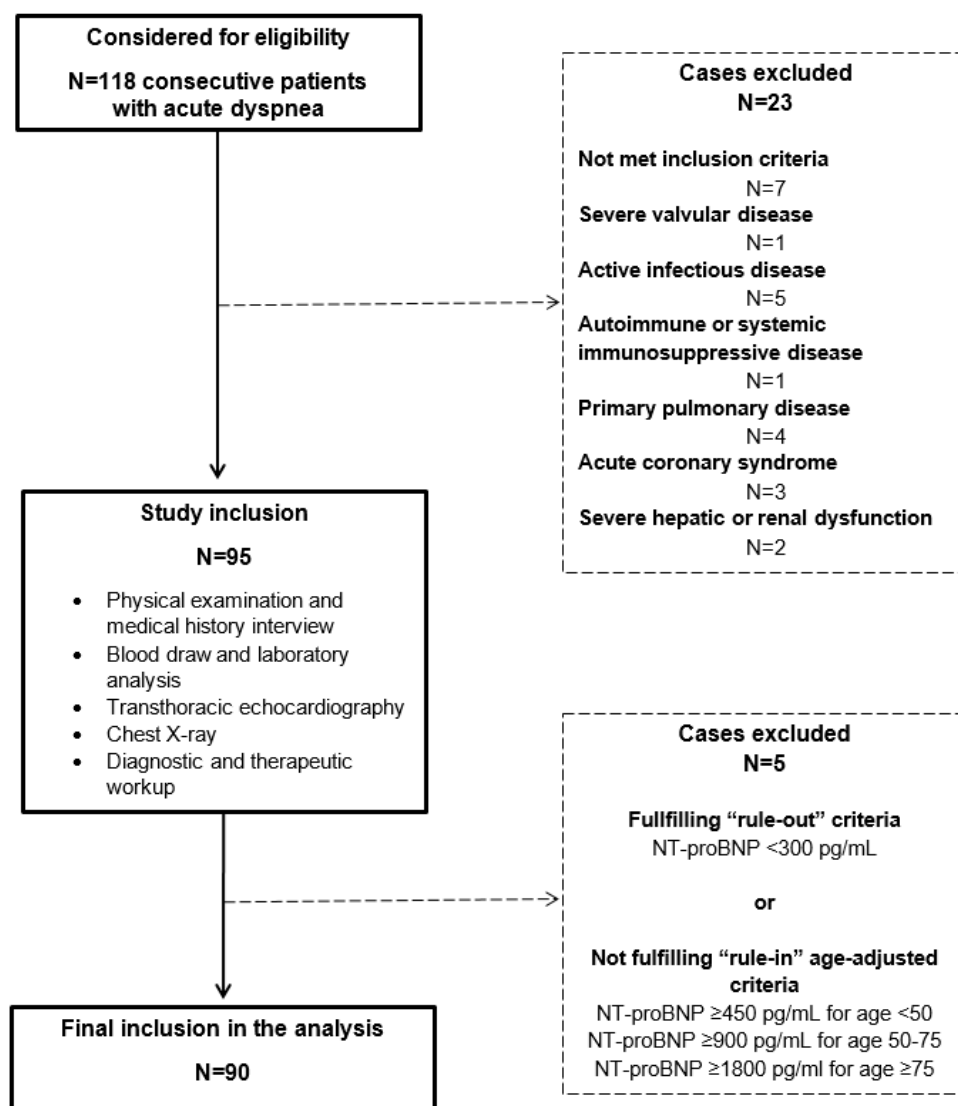 Considered for eligibility
N=118 consecutive patients
with acute dyspnea
Cases excluded
N=23
Not met inclusion criteria
N=7
Severe valvular disease
N=1
Active infectious disease
N=5
Autoimmune or systemic
immunosuppressive disease
N=1
Primary pulmonary disease
N=4
Acute coronary syndrome
N=3
Severe hepatic or renal dysfunction
N=2
Study inclusion
N=95
• Physical examination and
medical history interview
• Blood draw and laboratory
analysis
• Transthoracic echocardiography
• Chest X-ray
• Diagnostic and therapeutic
workup
Cases excluded
N=5
Fullfilling “rule-out” criteria
NT-proBNP <300 pg/mL
or
Not fulfilling “rule-in” age-adjusted
criteria
NT-proBNP ≥450 pg/mL for age <50
NT-proBNP ≥900 pg/mL for age 50-75
NT-proBNP ≥1800 pg/ml for age ≥75
Final inclusion in the analysis
N=90